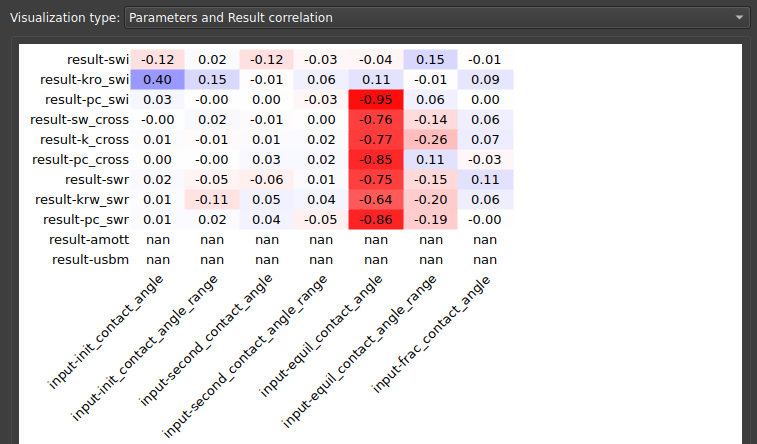 Visualization type: Parameters and Result correlation
result-swi -0.12 0.02 -0.12 -0.03 -0.04 0.15 -0.01
result-kro_swi 0.40 0.15 -0.01 0.06 0.11 -0.01 0.09
result-pc_swi 0.03 -0.00 0.00 -0.03 -0.95 0.06 0.00
result-sw_cross -0.00 0.02 -0.01 0.00 -0.76 -0.14 0.06
result-k_cross 0.01 -0.01 0.01 0.02 -0.77 -0.26 0.07
result-pc_cross 0.00 -0.00 0.03 0.02 -0.85 0.11 -0.03
result-swr 0.02 -0.05 -0.06 0.01 -0.75 -0.15 0.11
result-krw_swr 0.01 -0.11 0.05 0.04 -0.64 -0.20 0.06
result-pc_swr 0.01 0.02 0.04 -0.05 -0.86 -0.19 -0.00
result-amott nan nan nan nan nan nan nan
result-usbm nan nan nan nan nan nan nan
input-init_contact_angle
input-init_contact_angle_range
input-second_contact_angle
input-second_contact_angle_range
input-equil_contact_angle
input-equil_contact_angle_range
input-frac_contact_angle